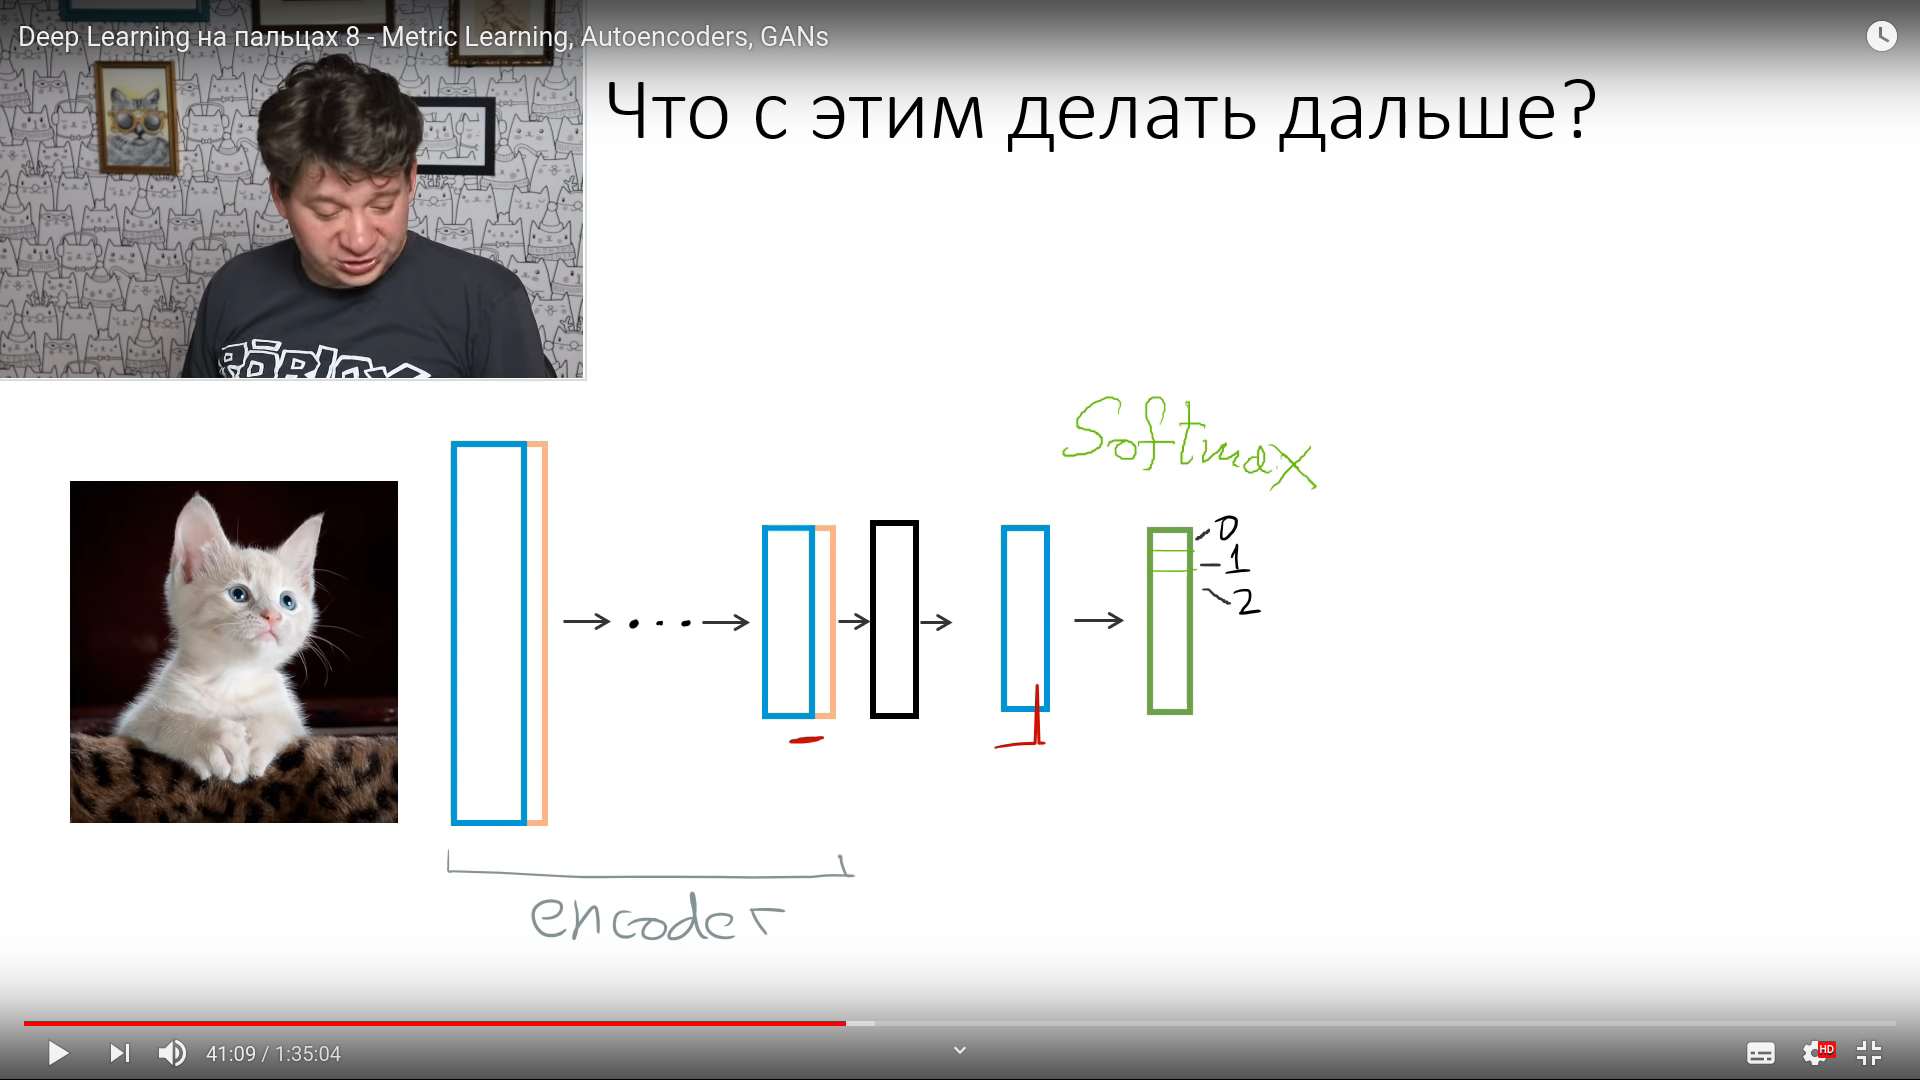 Deep Learning на пальцах 8 - Metric Learning, Autoencoders, GANs
Что с этим делать дальше?
ROBLOX
Softmax
0
1
2
encoder
41:09 / 1:35:04
HD